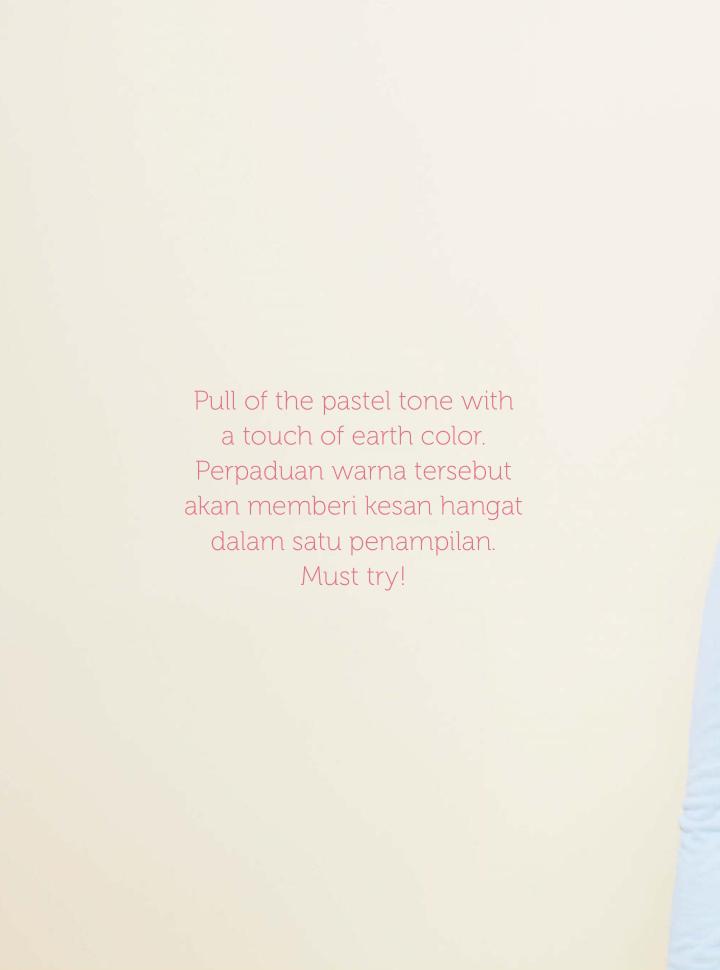 Pull of the pastel tone with
a touch of earth color.
Perpaduan warna tersebut
akan memberi kesan hangat
dalam satu penampilan.
Must try!